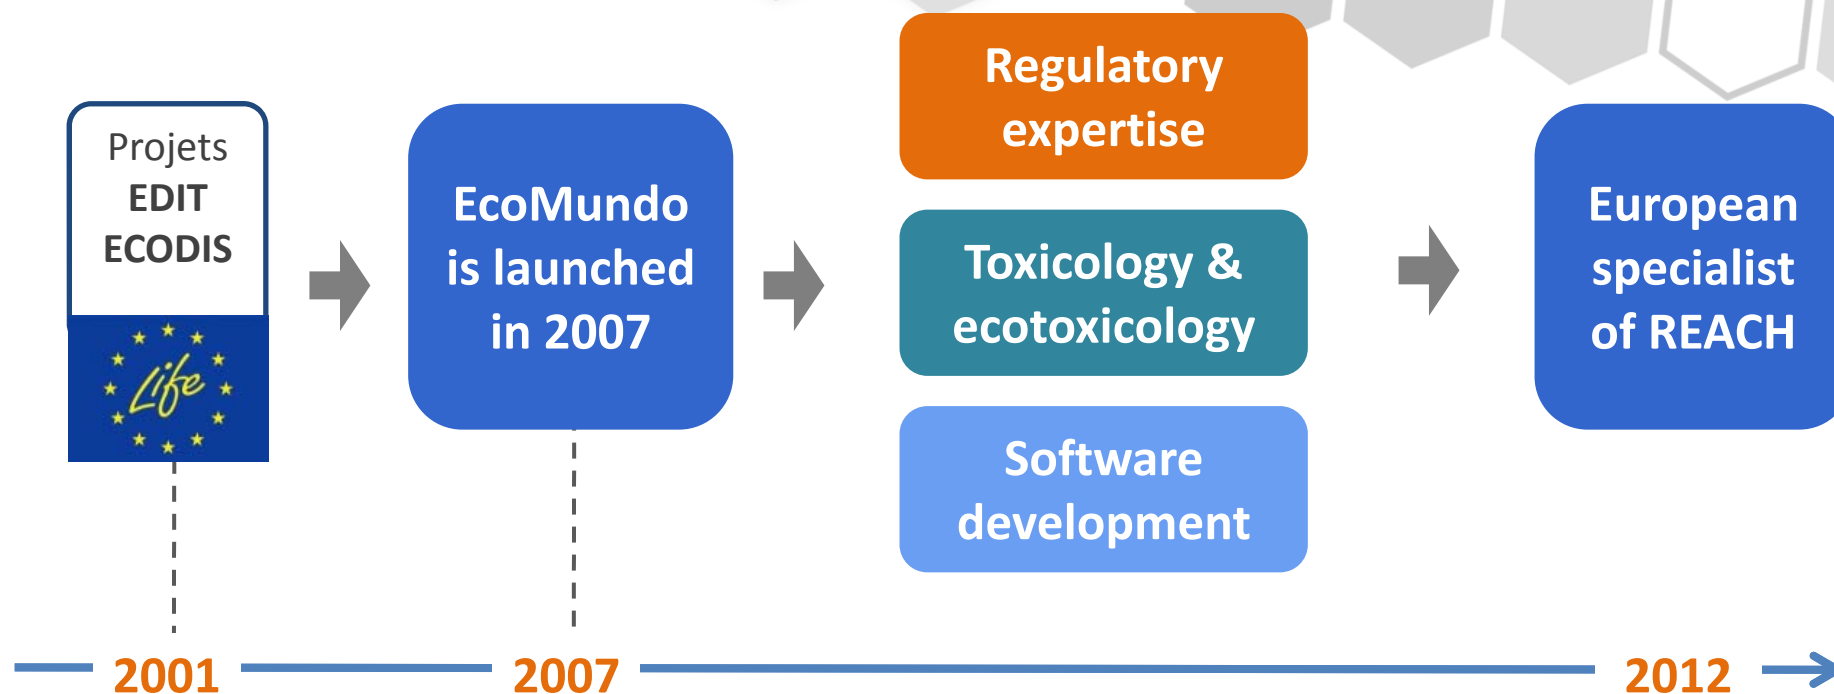 Projets
EDIT
ECODIS
Life
EcoMundo
is launched
in 2007
Regulatory
expertise
Toxicology &
ecotoxicology
Software
development
European
specialist
of REACH
2001
2007
2012